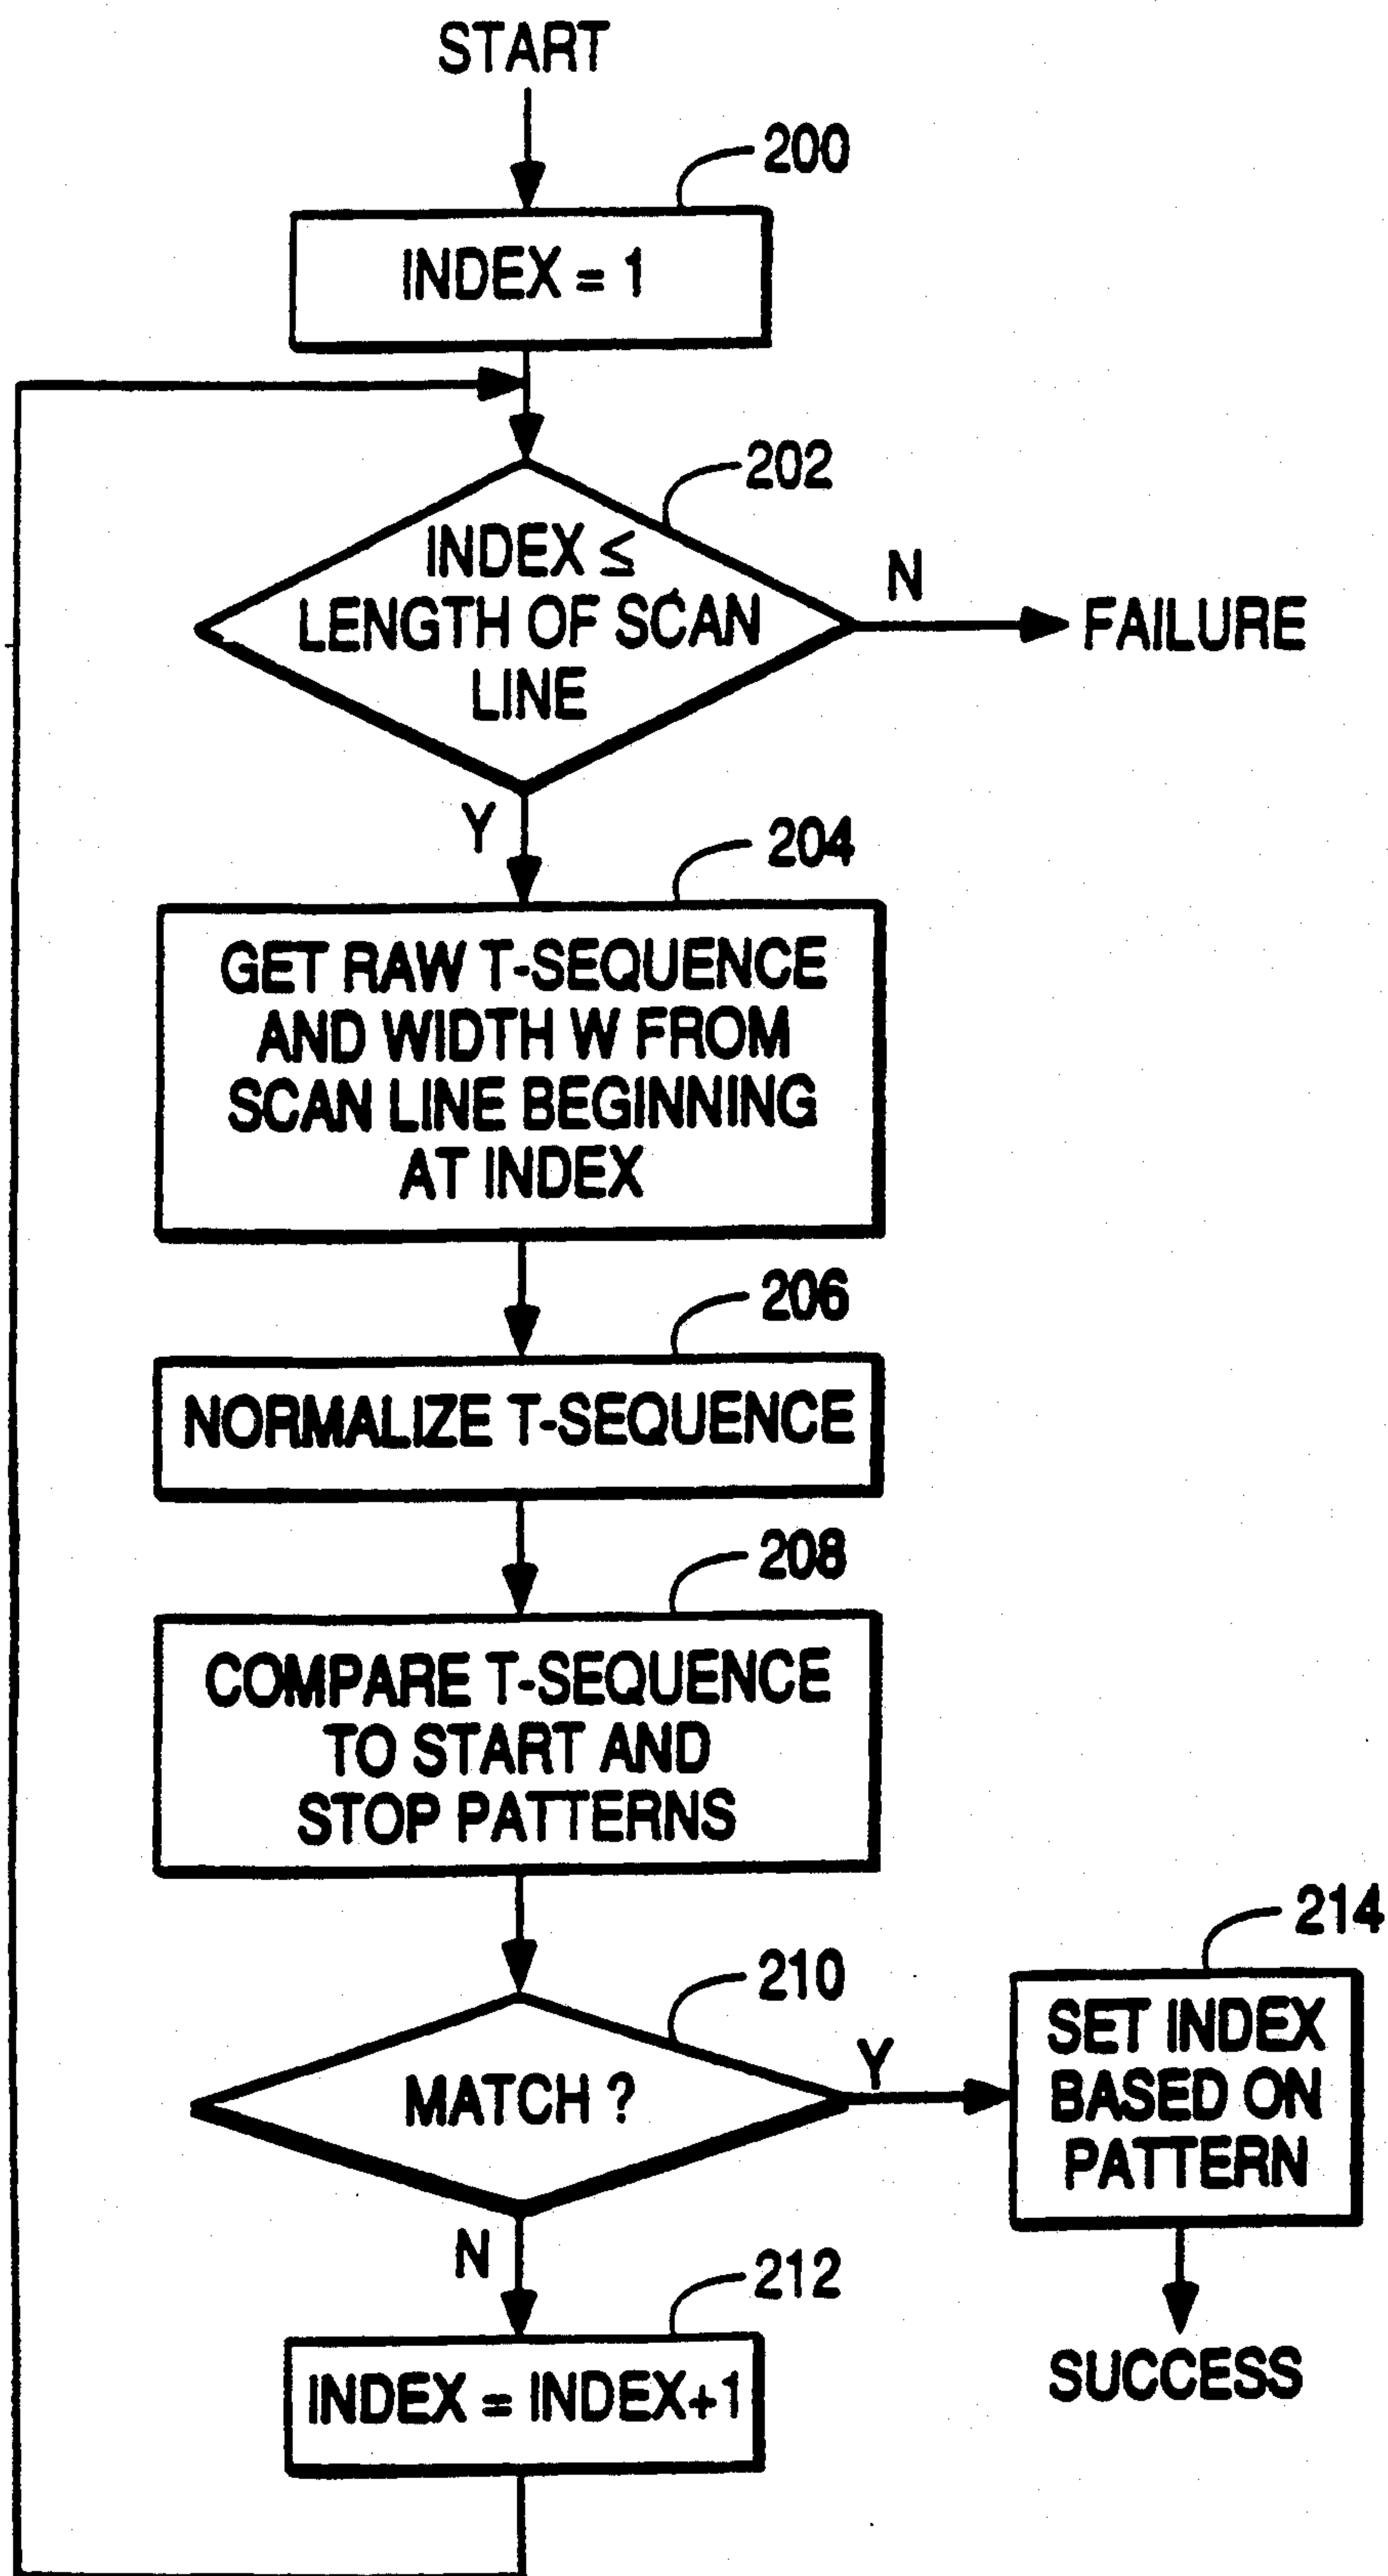 START
200
INDEX = 1
202
INDEX ≤
LENGTH OF SCAN
LINE
N
FAILURE
Y
204
GET RAW T-SEQUENCE
AND WIDTH W FROM
SCAN LINE BEGINNING
AT INDEX
206
NORMALIZE T-SEQUENCE
208
COMPARE T-SEQUENCE
TO START AND
STOP PATTERNS
210
MATCH ?
Y
214
SET INDEX
BASED ON
PATTERN
SUCCESS
N
212
INDEX = INDEX+1